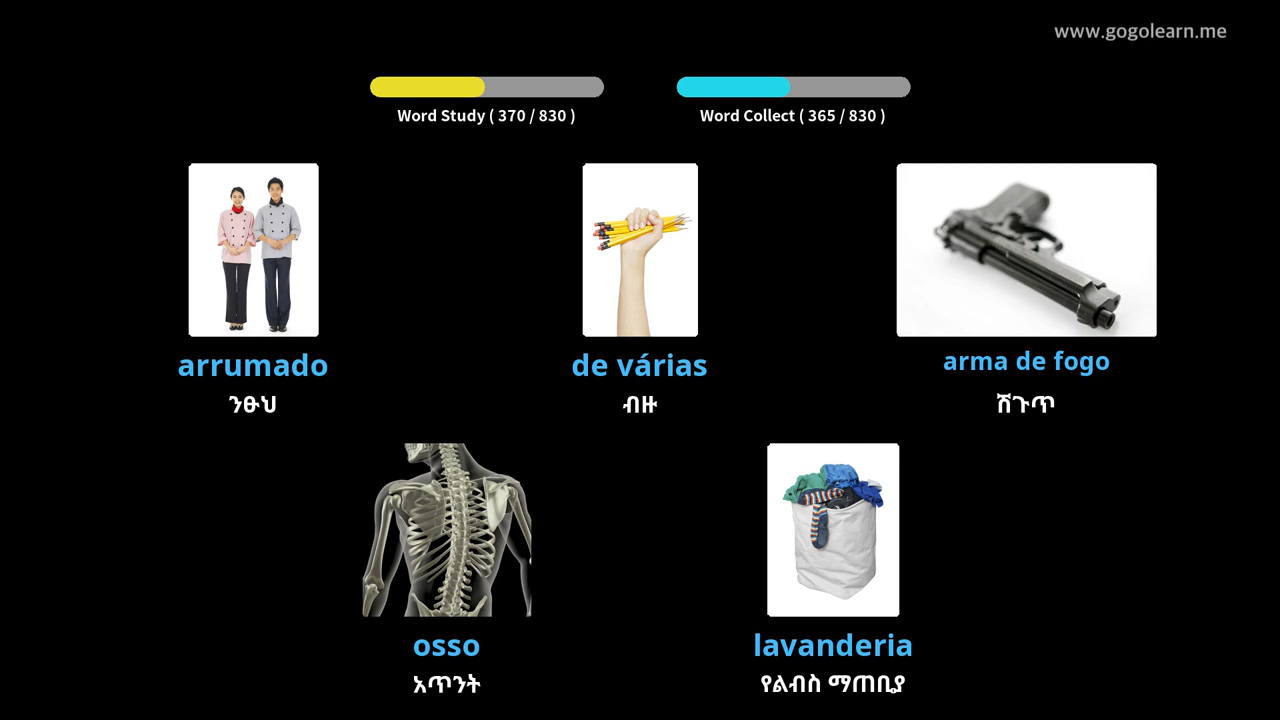 www.gogolearn.me
Word Study ( 370 / 830 )
Word Collect ( 365 / 830 )
arrumado
ንፁህ
de várias
ብዙ
arma de fogo
ሽጉጥ
osso
አጥንት
lavanderia
የልብስ ማጠቢያ